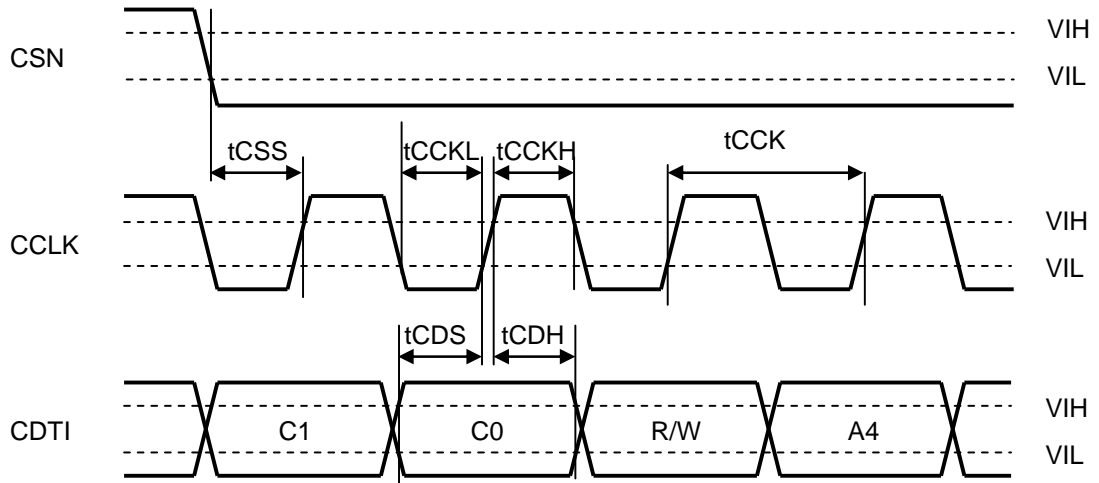 CSN
VIH
VIL
tCSS
tCCKL
tCCKH
tCCK
CCLK
VIH
VIL
tCDS
tCDH
CDTI
C1
C0
R/W
A4
VIH
VIL